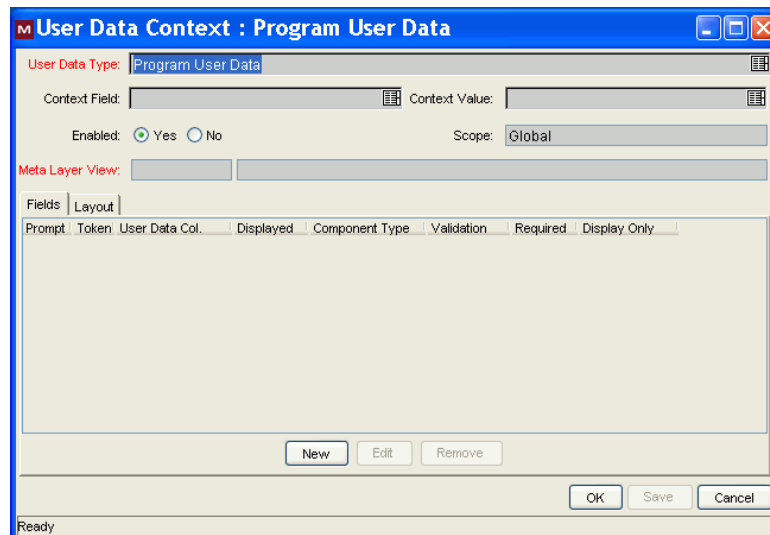 M User Data Context : Program User Data
User Data Type: Program User Data
Context Field: Context Value:
Enabled: Yes No Scope: Global
Meta Layer View:
Fields Layout
Prompt Token User Data Col. Displayed Component Type Validation Required Display Only
New Edit Remove
OK Save Cancel
Ready